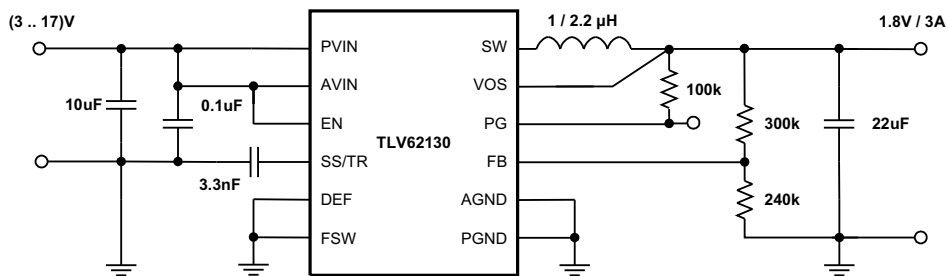 (3 .. 17)V
1 / 2.2 µH
1.8V / 3A
PVIN
SW
AVIN
VOS
10uF
0.1uF
100k
EN
PG
300k
22uF
TLV62130
SS/TR
FB
3.3nF
DEF
AGND
240k
FSW
PGND